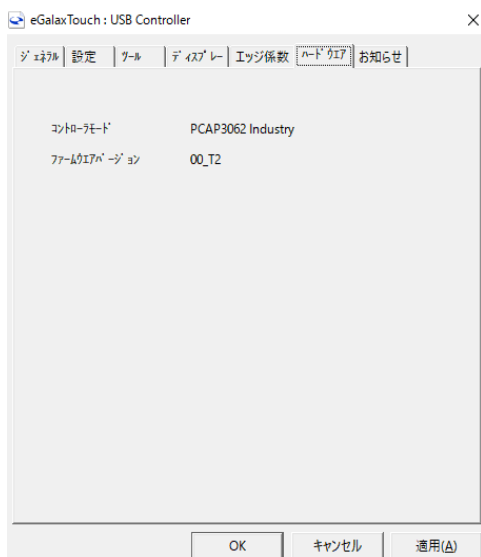 eGalaxTouch : USB Controller
ｼﾞｪﾈﾗﾙ 設定 ﾂｰﾙ ﾃﾞｨｽﾌﾟﾚｰ エッジ係数 ﾊｰﾄﾞｳｴｱ お知らせ
ｺﾝﾄﾛｰﾗﾓｰﾄﾞ PCAP3062 Industry
ﾌｧｰﾑｳｴｱﾊﾞｰｼﾞｮﾝ 00_T2
OK キャンセル 適用(A)